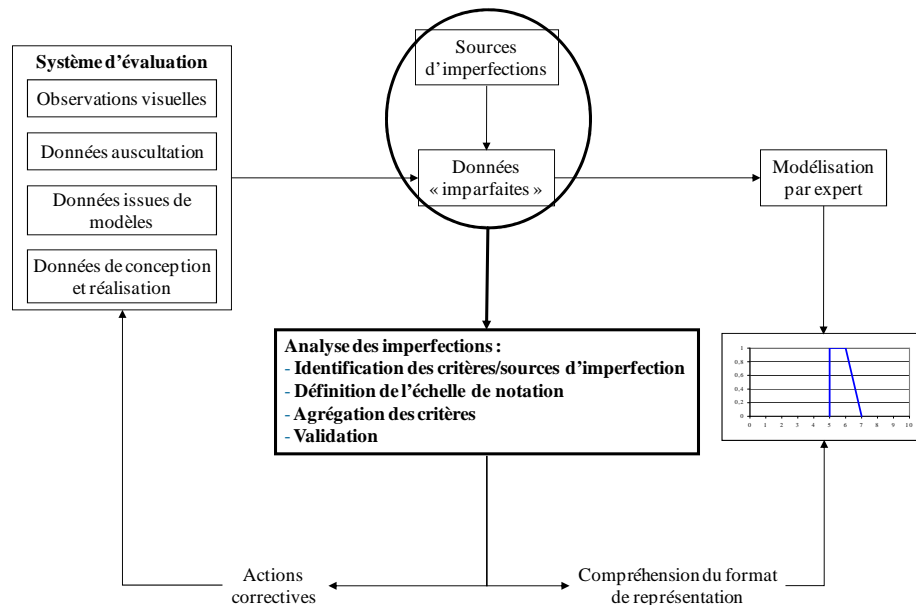 Système d'évaluation
Observations visuelles
Données auscultation
Données issues de
modèles
Données de conception
et réalisation
Sources
d'imperfections
Données
« imparfaites »
Modélisation
par expert
Analyse des imperfections :
- Identification des critères/sources d'imperfection
- Définition de l'échelle de notation
- Agrégation des critères
- Validation
1
0,8
0,6
0,4
0,2
0
0 1 2 3 4 5 6 7 8 9 10
Actions
correctives
Compréhension du format
de représentation